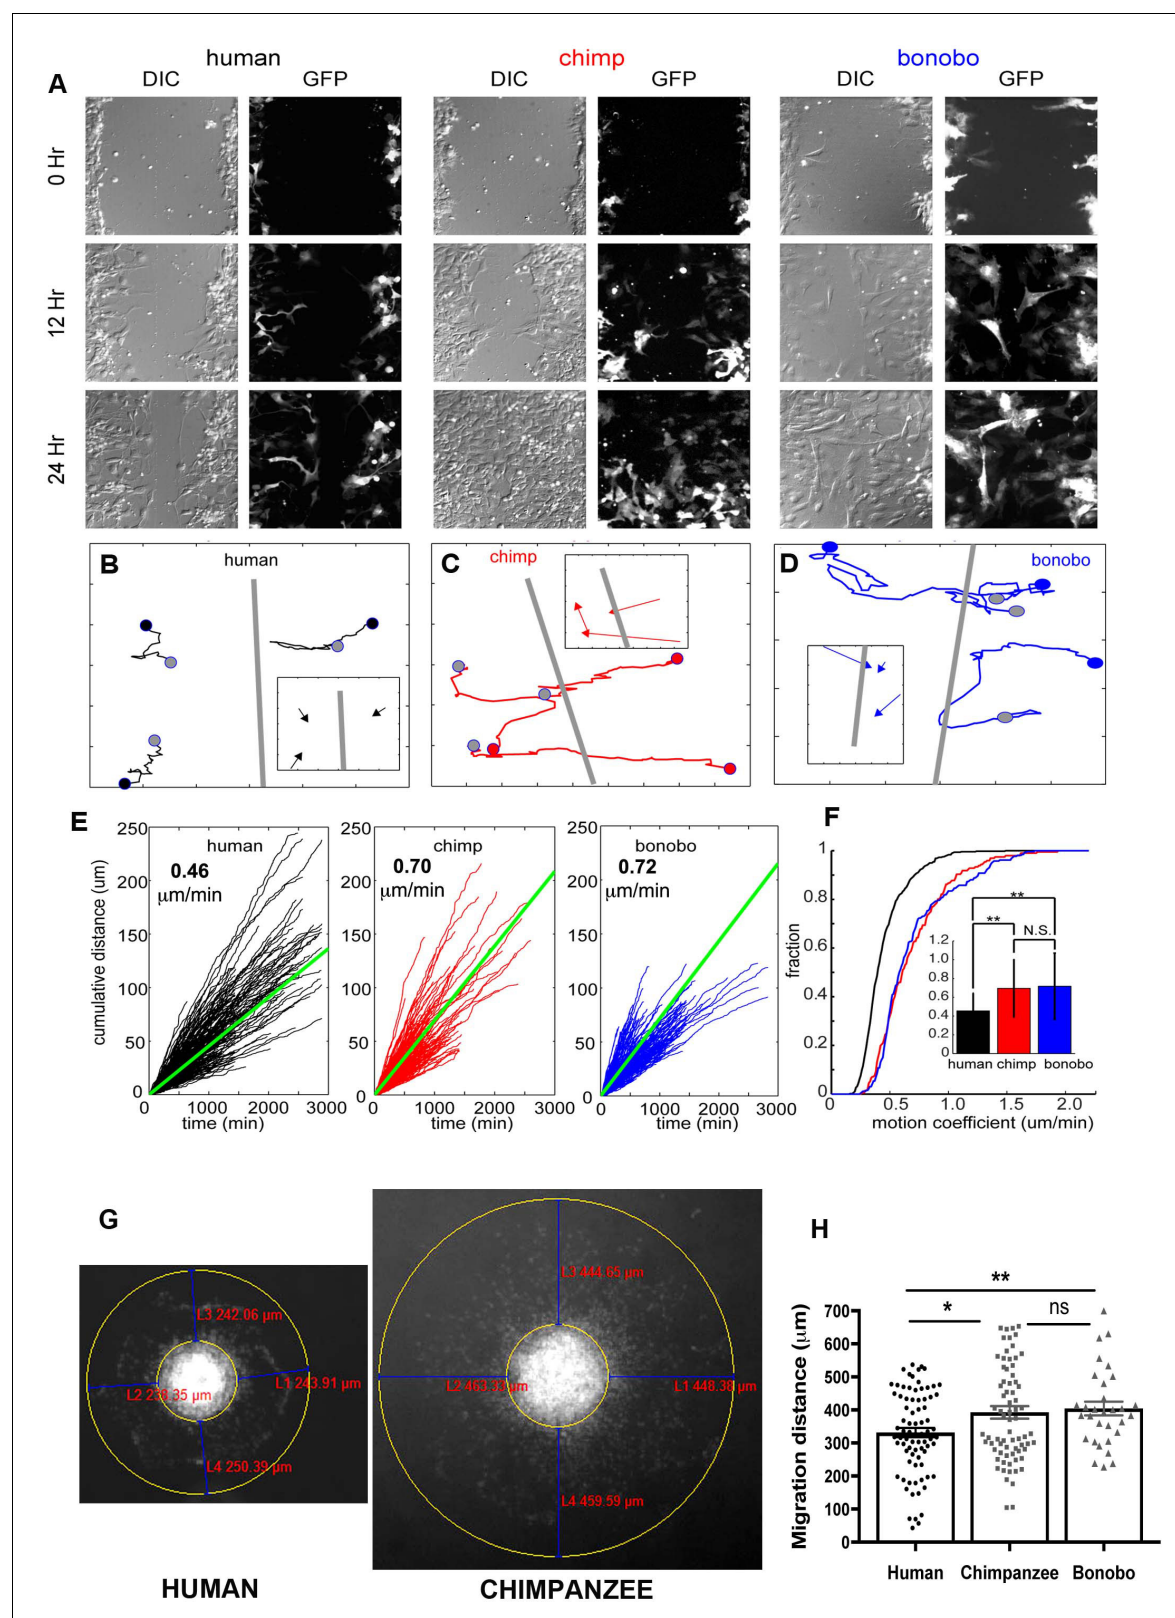 human chimp bonobo
A DIC GFP DIC GFP DIC GFP
0 Hr
12 Hr
24 Hr
B human
C chimp
D bonobo
E
cumulative distance (um)
250
200
150
100
50
0
human
0.46
μm/min
0 1000 2000 3000
time (min)
250
200
150
100
50
0
chimp
0.70
μm/min
0 1000 2000 3000
time (min)
250
200
150
100
50
0
bonobo
0.72
μm/min
0 1000 2000 3000
time (min)
F
fraction
1
0.8
0.6
0.4
0.2
0
0.5 1.0 1.5 2.0
motion coefficient (um/min)
**
**
N.S.
1.2
1.0
0.8
0.6
0.4
0.2
0
human chimp bonobo
G
L3 242.06 µm
L1 243.91 µm
L4 250.39 µm
HUMAN
L3 444.65 µm
L1 448.38 µm
L4 459.59 µm
CHIMPANZEE
H
Migration distance (μm)
700
600
500
400
300
200
100
0
**
*
ns
Human Chimpanzee Bonobo